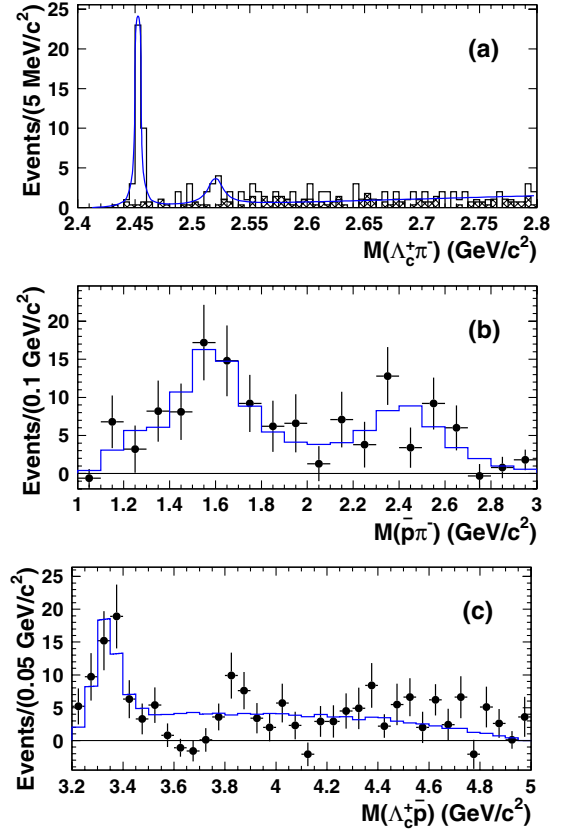 Events/(5 MeV/c²)
25
20
15
10
5
0
(a)
2.4 2.45 2.5 2.55 2.6 2.65 2.7 2.75 2.8
M(Λc⁺π⁻) (GeV/c²)
Events/(0.1 GeV/c²)
20
15
10
5
0
(b)
1 1.2 1.4 1.6 1.8 2 2.2 2.4 2.6 2.8 3
M(p̄π⁻) (GeV/c²)
Events/(0.05 GeV/c²)
25
20
15
10
5
0
(c)
3.2 3.4 3.6 3.8 4 4.2 4.4 4.6 4.8 5
M(Λc⁺p̄) (GeV/c²)